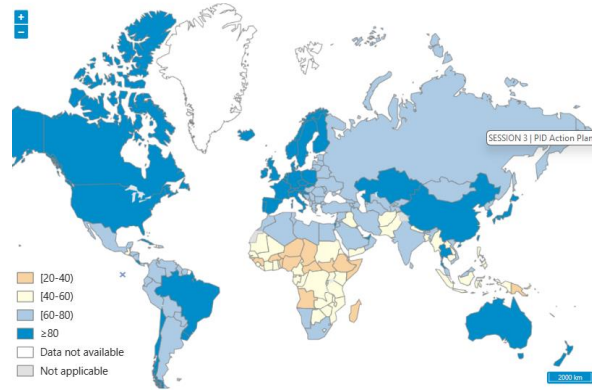 +
−
SESSION 3 | PID Action Plan
[20-40)
[40-60)
[60-80)
≥80
Data not available
Not applicable
2000 km